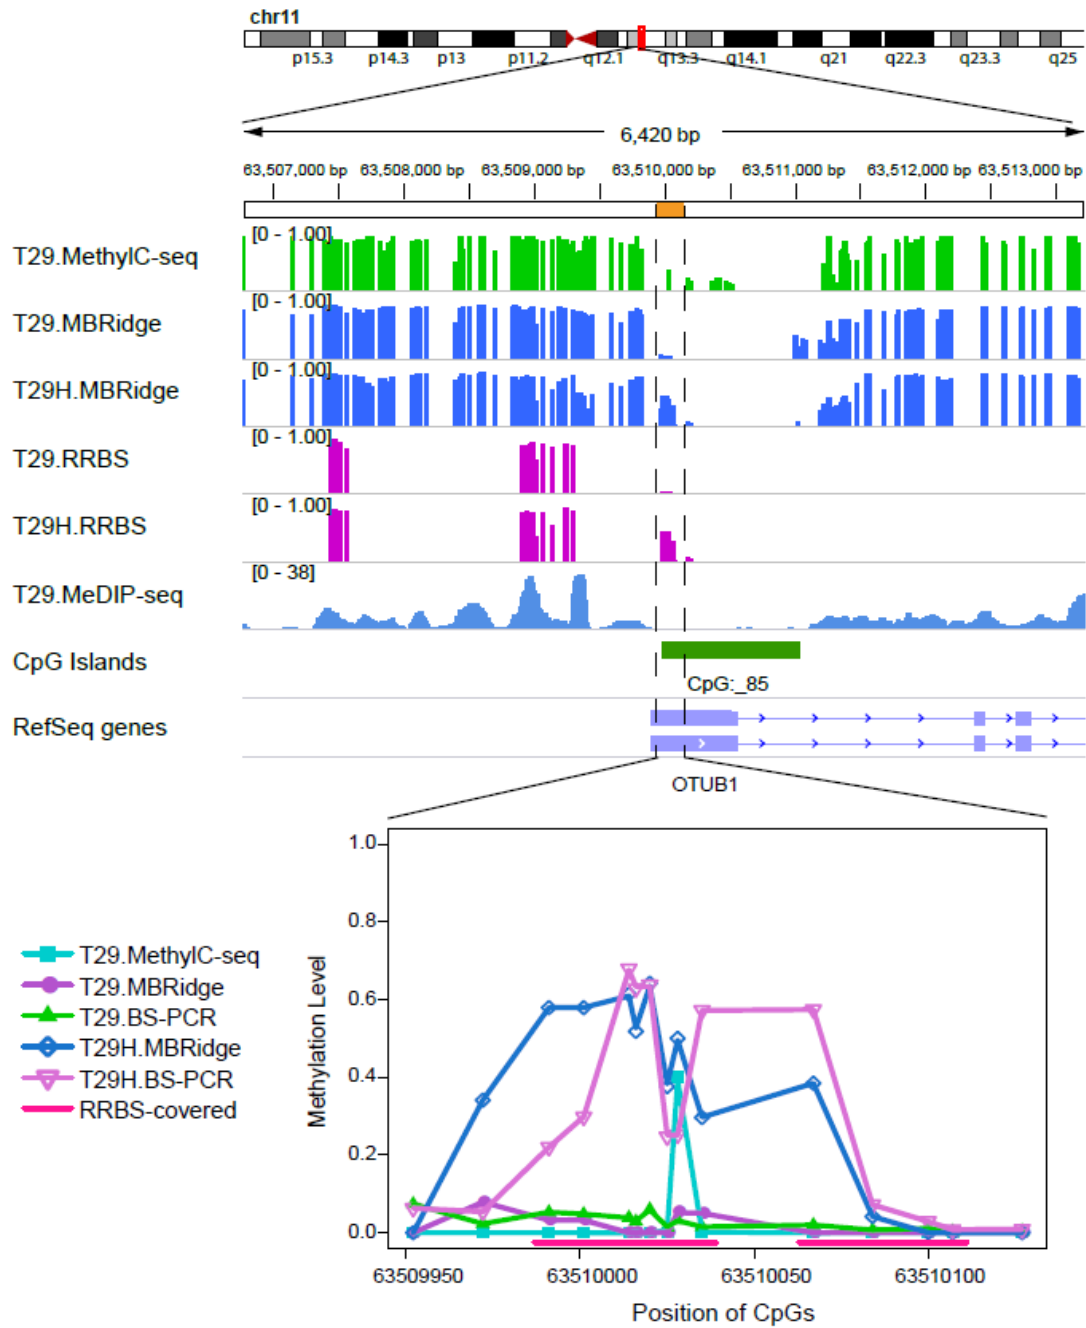 chr11
p15.3 p14.3 p13 p11.2 q12.1 q13.3 q14.1 q21 q22.3 q23.3 q25
6,420 bp
63,507,000 bp 63,508,000 bp 63,509,000 bp 63,510,000 bp 63,511,000 bp 63,512,000 bp 63,513,000 bp
[0 - 1.00]
T29.MethylC-seq
[0 - 1.00]
T29.MBRidge
[0 - 1.00]
T29H.MBRidge
[0 - 1.00]
T29.RRBS
[0 - 1.00]
T29H.RRBS
[0 - 38]
T29.MeDIP-seq
CpG Islands
CpG:_85
RefSeq genes
OTUB1
1.0
0.8
0.6
0.4
0.2
0.0
Methylation Level
T29.MethylC-seq
T29.MBRidge
T29.BS-PCR
T29H.MBRidge
T29H.BS-PCR
RRBS-covered
63509950 63510000 63510050 63510100
Position of CpGs